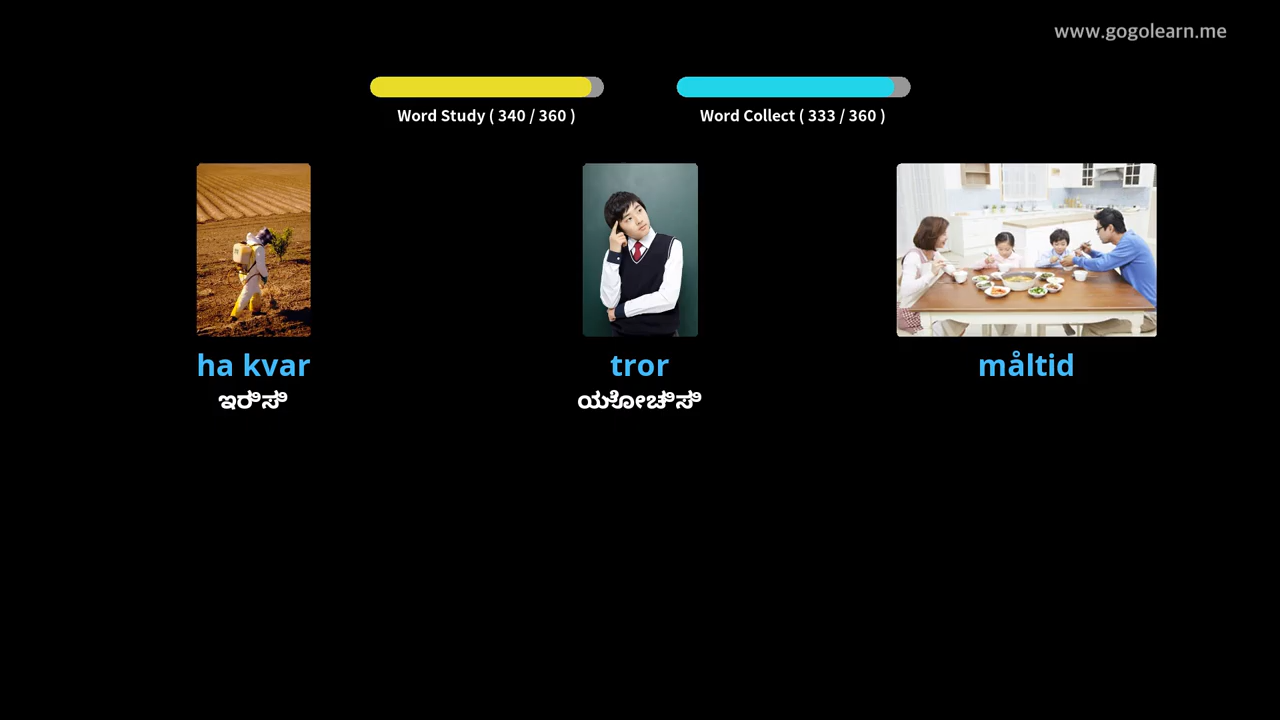 www.gogolearn.me
Word Study ( 340 / 360 )
Word Collect ( 333 / 360 )
ha kvar
tror
måltid
ಇರಿಸಿ
ಯೋಚಿಸಿ